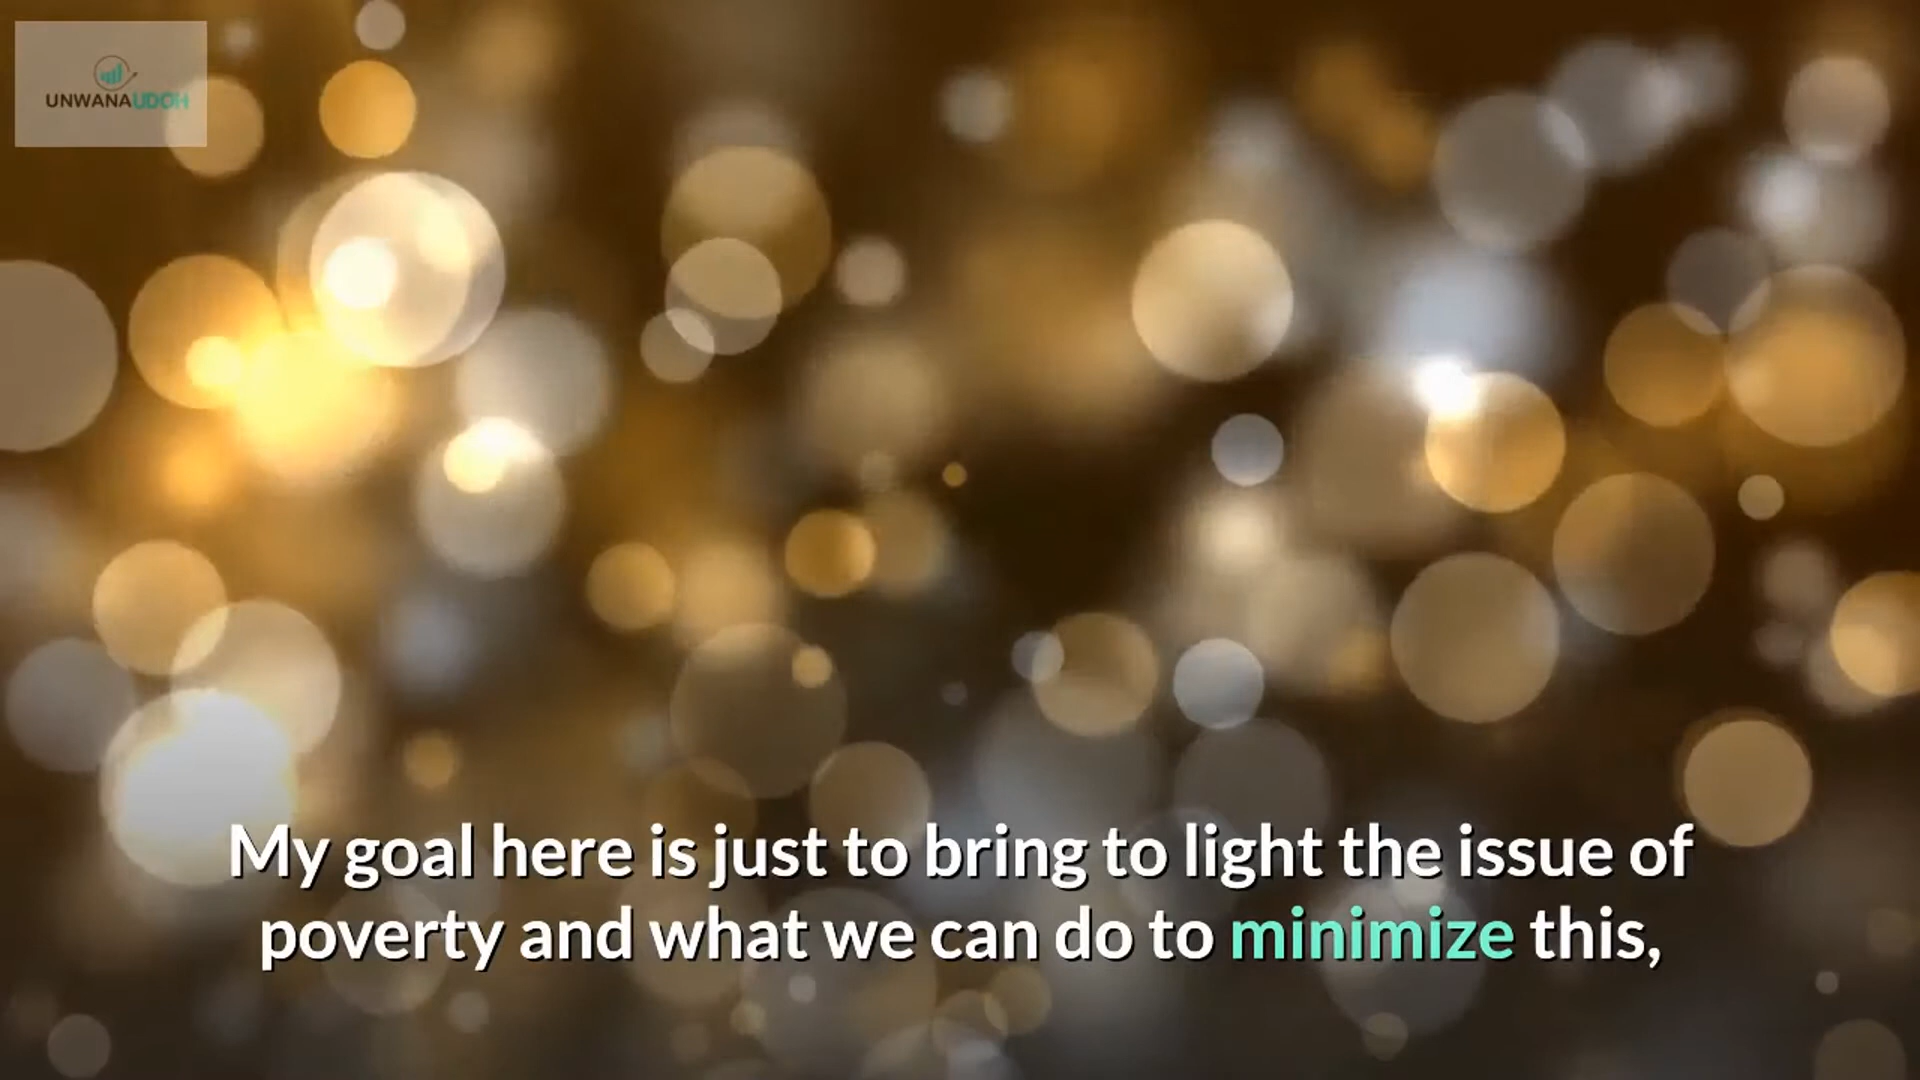 UNWANAUDOH
My goal here is just to bring to light the issue of
poverty and what we can do to minimize this,